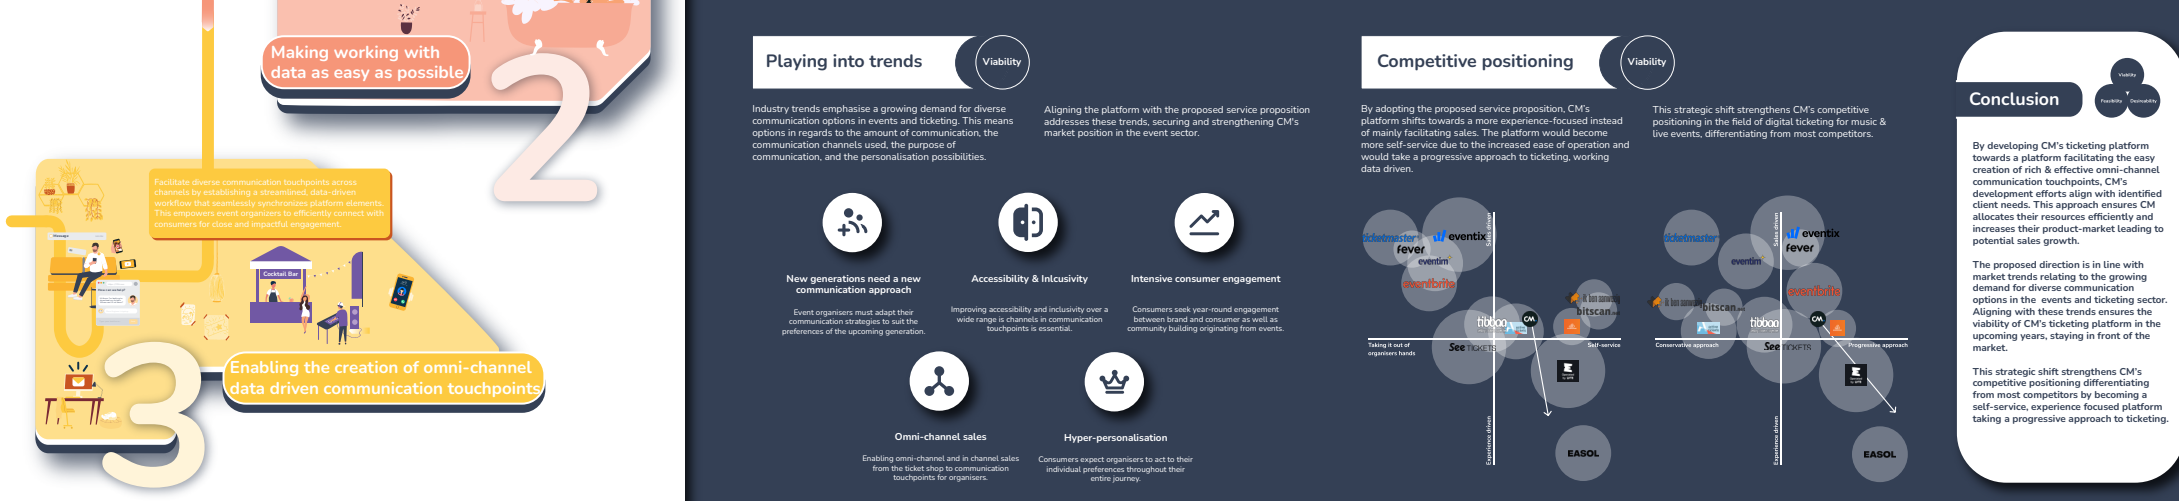 Making working with
data as easy as possible
2
Facilitate diverse communication touchpoints across
channels by establishing a streamlined, data-driven
workflow that seamlessly synchronizes platform elements.
This empowers event organizers to efficiently connect with
consumers for close and impactful engagement.
Message
Cocktail Bar
Enabling the creation of omni-channel
data driven communication touchpoints
3
Playing into trends
Viability
Industry trends emphasise a growing demand for diverse
communication options in events and ticketing. This means
options in regards to the amount of communication, the
communication channels used, the purpose of
communication, and the personalisation possibilities.
Aligning the platform with the proposed service proposition
addresses these trends, securing and strengthening CM's
market position in the event sector.
New generations need a new
communication approach
Event organisers must adapt their
communication strategies to suit the
preferences of the upcoming generation.
Accessibility & Inlcusivity
Improving accessibility and inclusivity over a
wide range is channels in communication
touchpoints is essential.
Intensive consumer engagement
Consumers seek year-round engagement
between brand and consumer as well as
community building originating from events.
Omni-channel sales
Enabling omni-channel and in channel sales
from the ticket shop to communication
touchpoints for organisers.
Hyper-personalisation
Consumers expect organisers to act to their
individual preferences throughout their
entire journey.
Competitive positioning
Viability
By adopting the proposed service proposition, CM's
platform shifts towards a more experience-focused instead
of mainly facilitating sales. The platform would become
more self-service due to the increased ease of operation and
would take a progressive approach to ticketing, working
data driven.
This strategic shift strengthens CM's competitive
positioning in the field of digital ticketing for music &
live events, differentiating from most competitors.
Sales driven
ticketmaster
eventix
fever
eventim
eventbrite
bitscan
tibbaa
CM
See TICKETS
Taking it out of
organisers hands
Self-service
Experience driven
EASOL
Sales driven
ticketmaster
eventix
fever
eventim
eventbrite
bitscan
tibbaa
CM
See TICKETS
Conservative approach
Progressive approach
Experience driven
EASOL
Conclusion
Viability
Feasibility
Desireability
By developing CM's ticketing platform
towards a platform facilitating the easy
creation of rich & effective omni-channel
communication touchpoints, CM's
development efforts align with identified
client needs. This approach ensures CM
allocates their resources efficiently and
increases their product-market leading to
potential sales growth.
The proposed direction is in line with
market trends relating to the growing
demand for diverse communication
options in the events and ticketing sector.
Aligning with these trends ensures the
viability of CM's ticketing platform in the
upcoming years, staying in front of the
market.
This strategic shift strengthens CM's
competitive positioning differentiating
from most competitors by becoming a
self-service, experience focused platform
taking a progressive approach to ticketing.